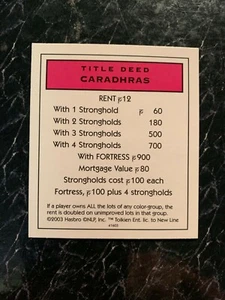 TITLE DEED
CARADHRAS
RENT 12
With 1 Stronghold 60
With 2 Strongholds 180
With 3 Strongholds 500
With 4 Strongholds 700
With FORTRESS 900
Mortgage Value 80
Strongholds cost 100 each
Fortress, 100 plus 4 strongholds
If a player owns ALL the lots of any color-group, the
rent is doubled on unimproved lots in that group.
©2003 Hasbro ©NLP, Inc. ™ Tolkien Ent. lic. to New Line